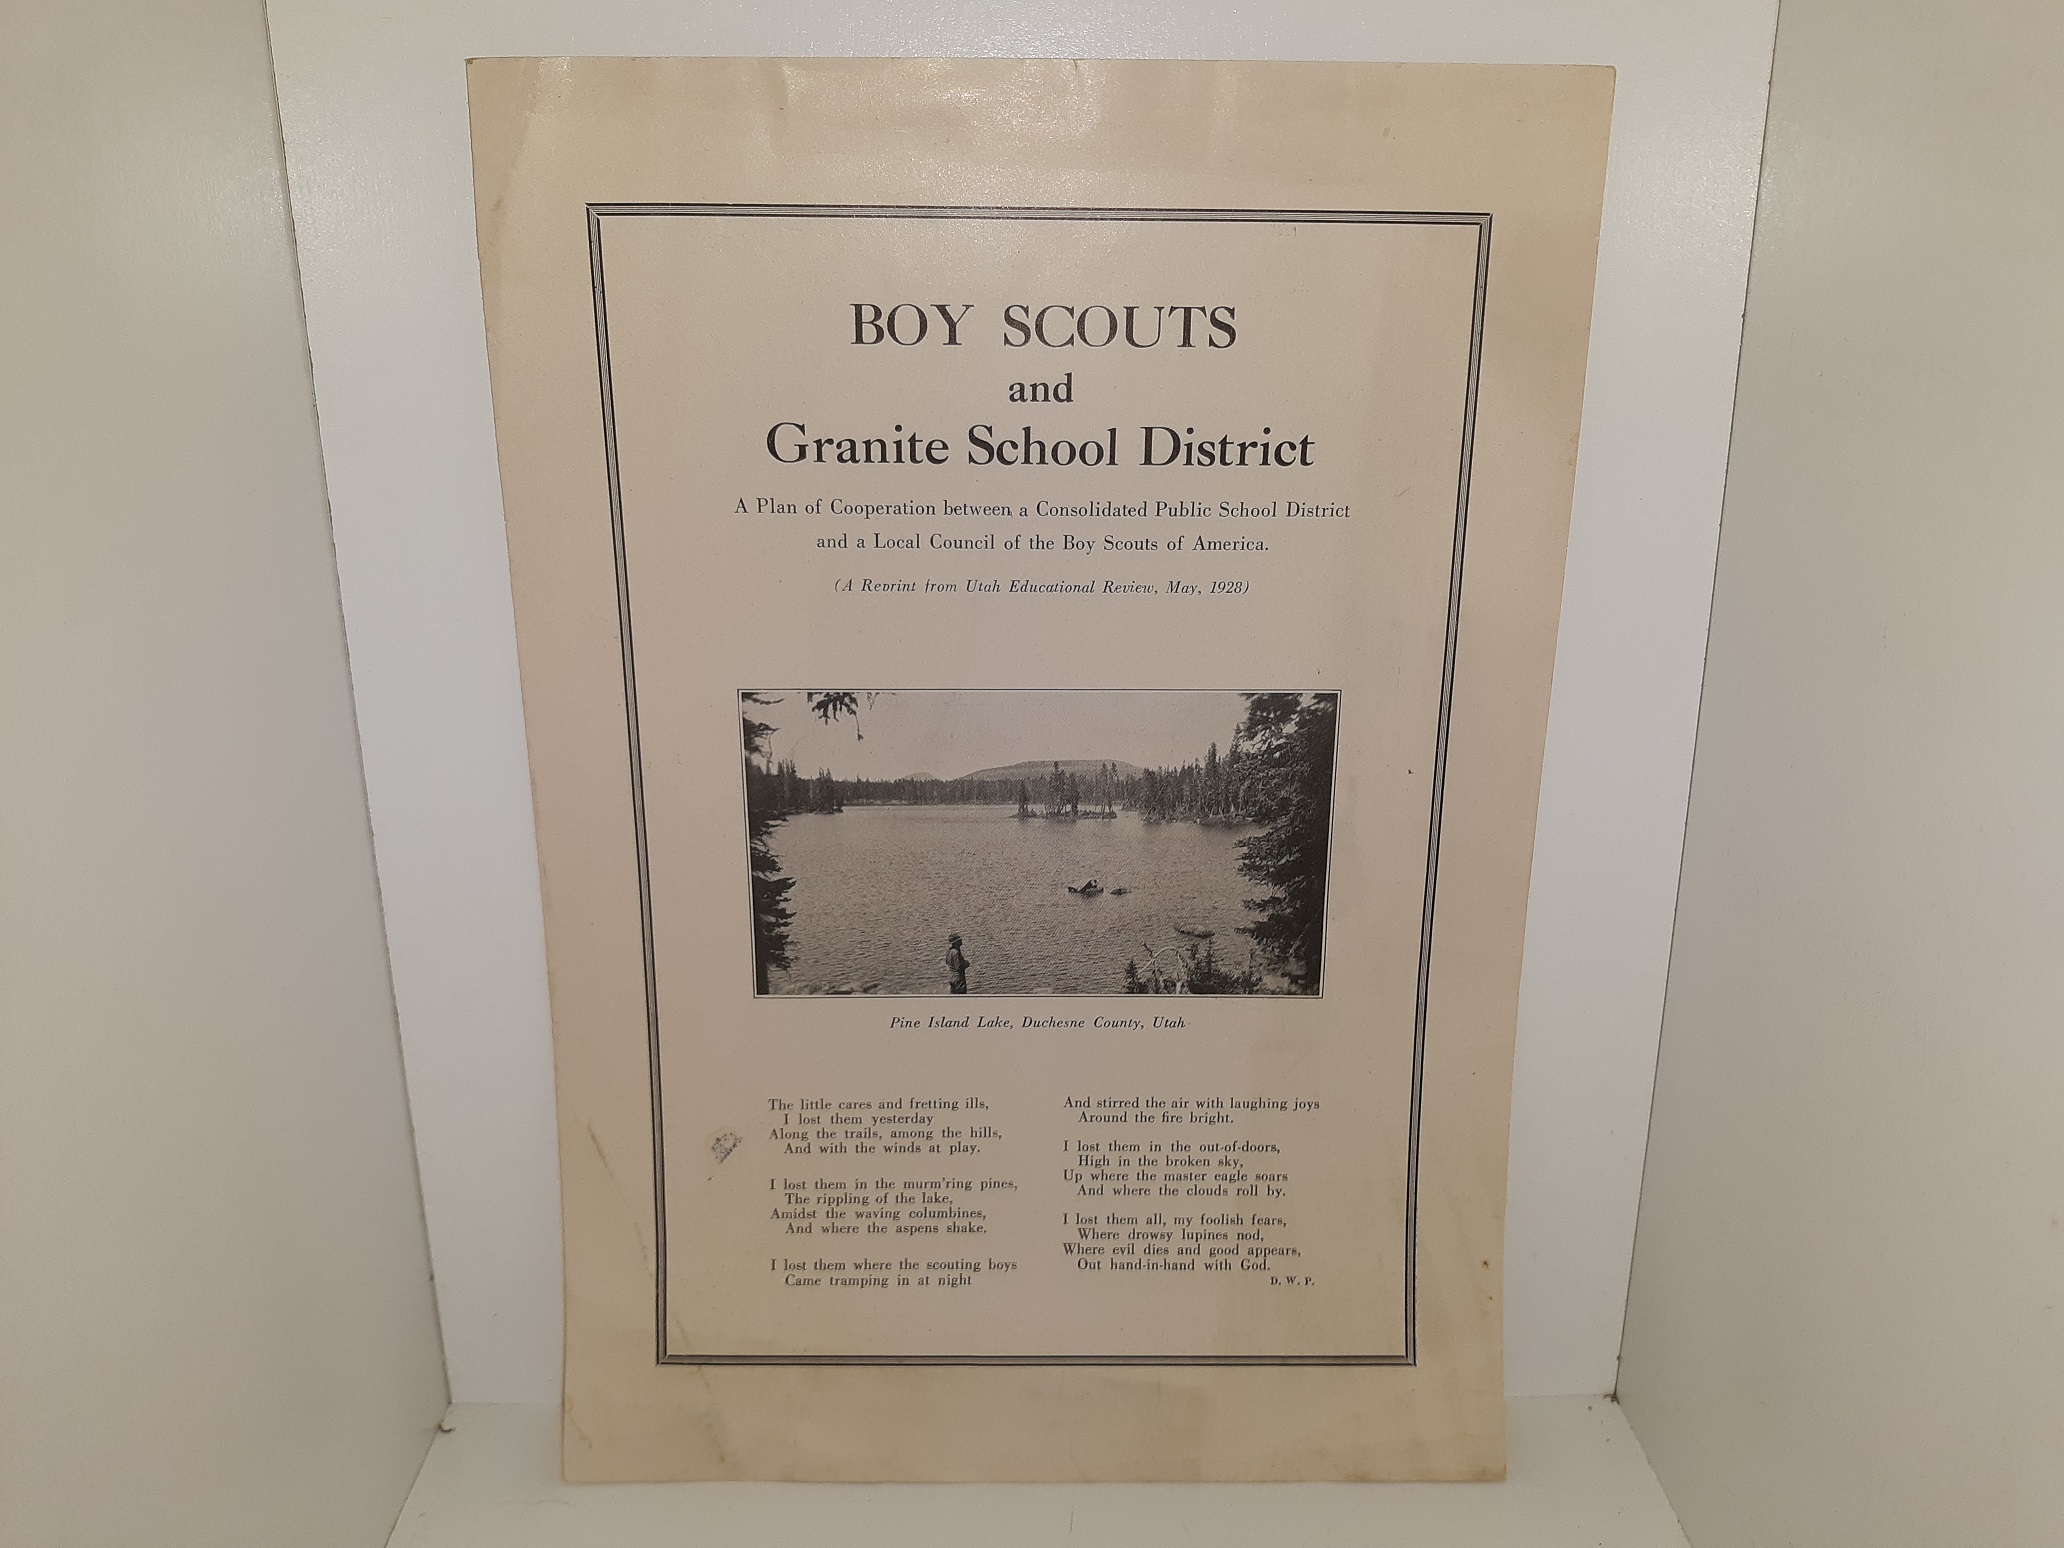 BOY SCOUTS
and
Granite School District
A Plan of Cooperation between a Consolidated Public School District
and a Local Council of the Boy Scouts of America.
(A Reprint from Utah Educational Review, May, 1928)
Pine Island Lake, Duchesne County, Utah
The little cares and fretting ills,
I lost them yesterday
Along the trails, among the hills,
And with the winds at play.
I lost them in the murm'ring pines,
The rippling of the lake,
Amidst the waving columbines,
And where the aspens shake.
I lost them where the scouting boys
Came tramping in at night
And stirred the air with laughing joys
Around the fire bright.
I lost them in the out-of-doors,
High in the broken sky,
Up where the master eagle soars
And where the clouds roll by.
I lost them all, my foolish fears,
Where drowsy lupines nod,
Where evil dies and good appears,
Out hand-in-hand with God.
D. W. P.